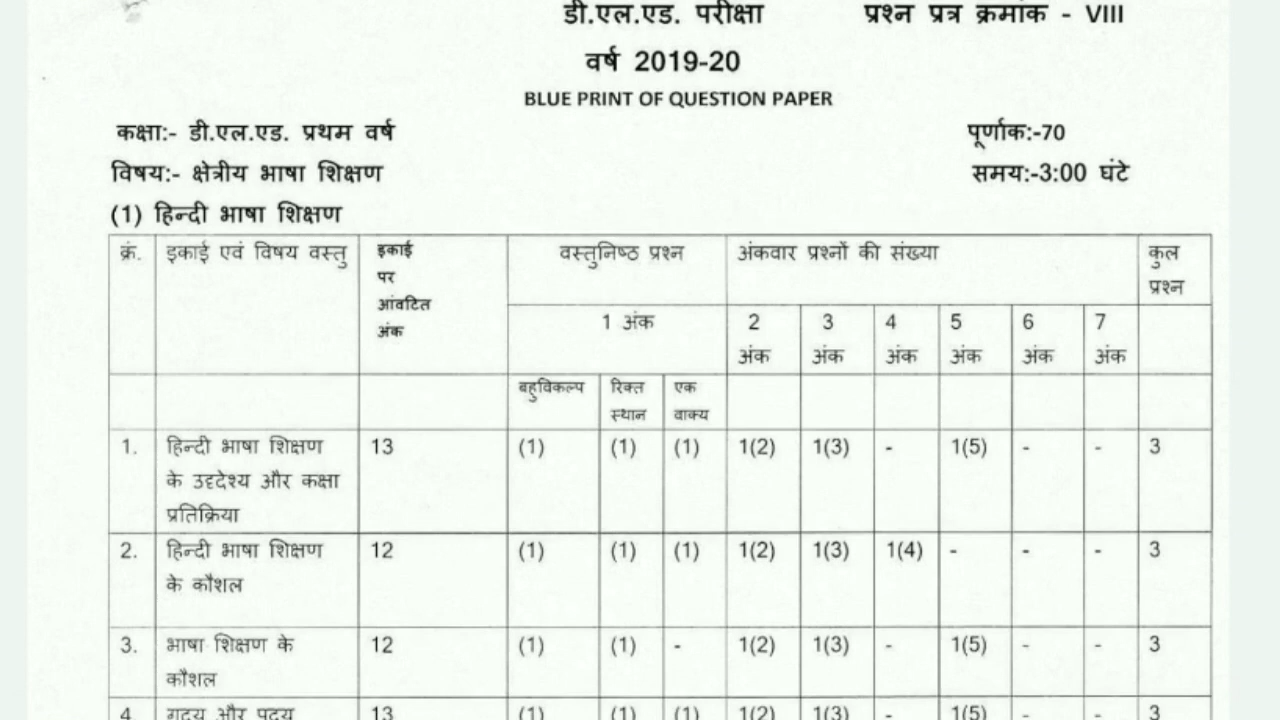 डी.एल.एड. परीक्षा प्रश्न प्रत्र क्रमांक - VIII
वर्ष 2019-20
BLUE PRINT OF QUESTION PAPER
कक्षा:- डी.एल.एड. प्रथम वर्ष पूर्णाक:-70
विषय:- क्षेत्रीय भाषा शिक्षण समय:-3:00 घंटे
(1) हिन्दी भाषा शिक्षण
क्रं. इकाई एवं विषय वस्तु इकाई पर आंवटित अंक वस्तुनिष्ठ प्रश्न अंकवार प्रश्नों की संख्या कुल प्रश्न
1 अंक 2 अंक 3 अंक 4 अंक 5 अंक 6 अंक 7 अंक
बहुविकल्प रिक्त स्थान एक वाक्य
1. हिन्दी भाषा शिक्षण 13 (1) (1) (1) 1(2) 1(3) - 1(5) - - 3
के उद्देश्य और कक्षा
प्रतिक्रिया
2. हिन्दी भाषा शिक्षण 12 (1) (1) (1) 1(2) 1(3) 1(4) - - - 3
के कौशल
3. भाषा शिक्षण के 12 (1) (1) - 1(2) 1(3) - 1(5) - - 3
कौशल
4. गद्य और पद्य 13 (1) (1) (1) 1(2) 1(3) - 1(5) - - 3